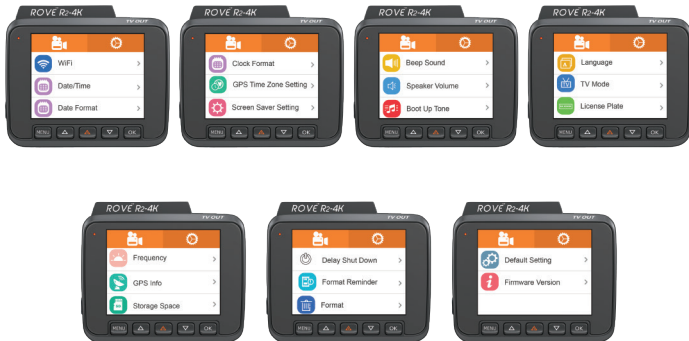 ROVE R2-4K
TV OUT
WiFi
Date/Time
Date Format
MENU
OK
ROVE R2-4K
TV OUT
Clock Format
GPS Time Zone Setting
Screen Saver Setting
MENU
OK
ROVE R2-4K
TV OUT
Beep Sound
Speaker Volume
Boot Up Tone
MENU
OK
ROVE R2-4K
TV OUT
Language
TV Mode
License Plate
MENU
OK
ROVE R2-4K
TV OUT
Frequency
GPS Info
Storage Space
MENU
OK
ROVE R2-4K
TV OUT
Delay Shut Down
Format Reminder
Format
MENU
OK
ROVE R2-4K
TV OUT
Default Setting
Firmware Version
MENU
OK